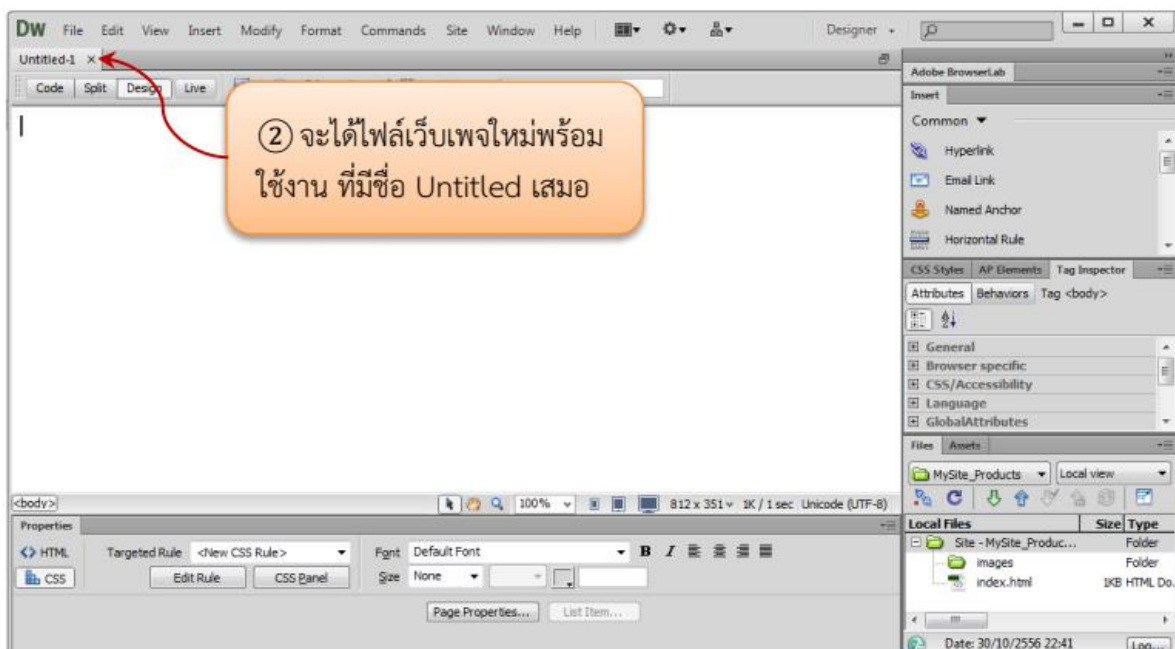 DW File Edit View Insert Modify Format Commands Site Window Help Designer
Untitled-1
Code Split Design Live
② จะได้ไฟล์เว็บเพจใหม่พร้อม
ใช้งาน ที่มีชื่อ Untitled เสมอ
Adobe BrowserLab
Insert
Common
Hyperlink
Email Link
Named Anchor
Horizontal Rule
CSS Styles AP Elements Tag Inspector
Attributes Behaviors Tag <body>
General
Browser specific
CSS/Accessibility
Language
GlobalAttributes
Files Assets
MySite_Products Local view
Local Files Size Type
Site - MySite_Produc... Folder
images Folder
index.html 1KB HTML Do.
Date: 30/10/2556 22:41 Log...
<body> 100% 812 x 351 1K / 1 sec Unicode (UTF-8)
Properties
<> HTML Targeted Rule <New CSS Rule> Font Default Font B I
CSS Edit Rule CSS Panel Size None
Page Properties... List Item...